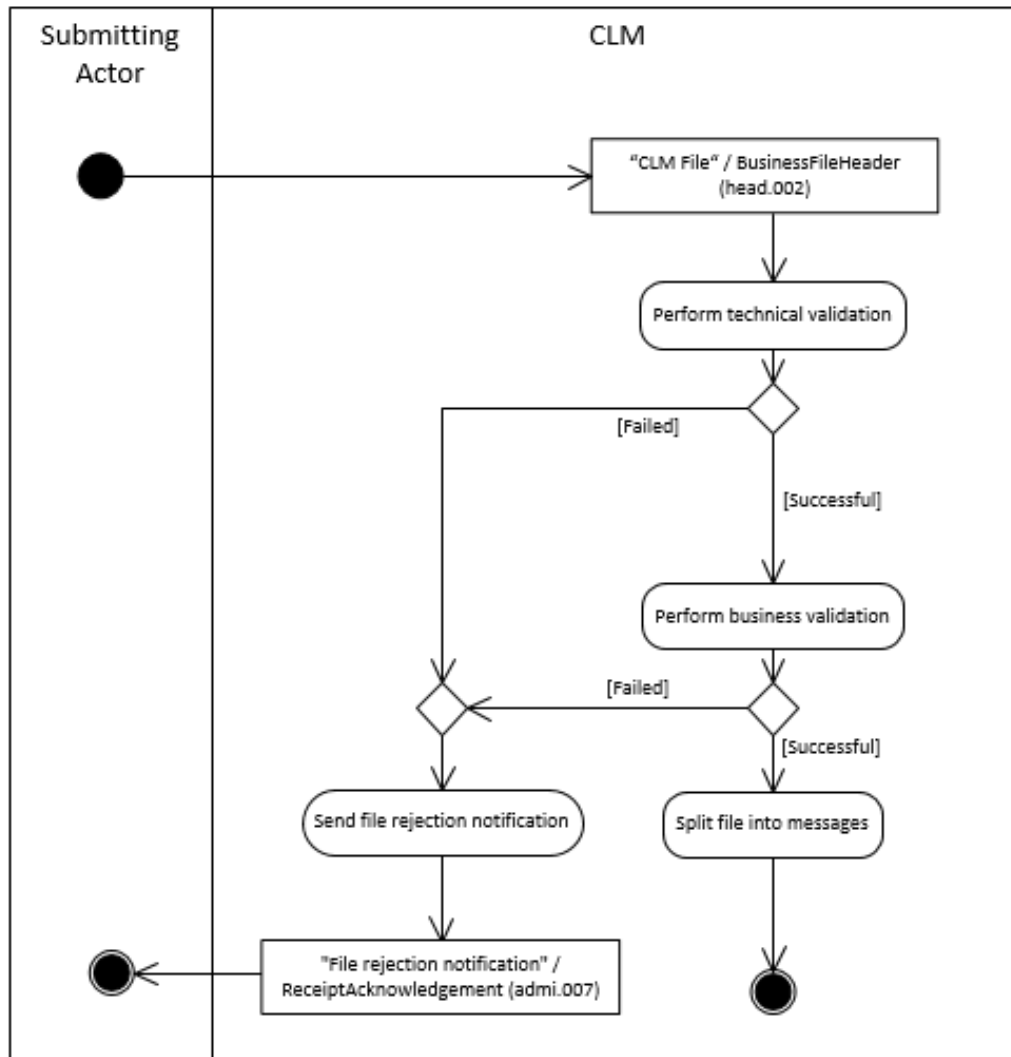 Submitting
Actor
CLM
“CLM File“ / BusinessFileHeader
(head.002)
Perform technical validation
[Failed]
[Successful]
Perform business validation
[Failed]
[Successful]
Send file rejection notification
Split file into messages
"File rejection notification" /
ReceiptAcknowledgement (admi.007)